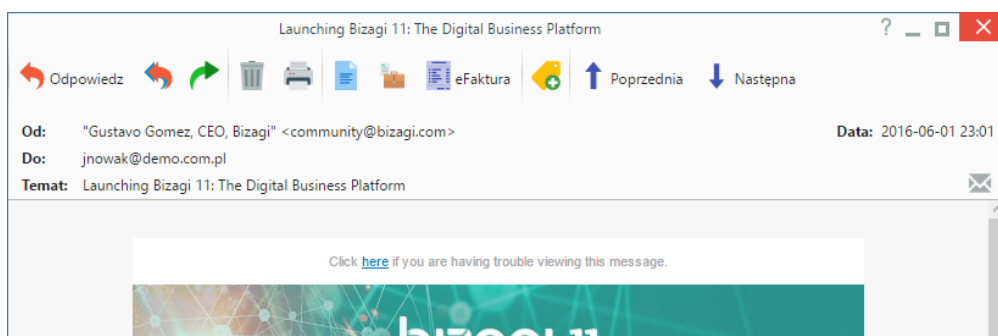 Launching Bizagi 11: The Digital Business Platform
?
Odpowiedz eFaktura Poprzednia Następna
Od: "Gustavo Gomez, CEO, Bizagi" <community@bizagi.com> Data: 2016-06-01 23:01
Do: jnowak@demo.com.pl
Temat: Launching Bizagi 11: The Digital Business Platform
Click here if you are having trouble viewing this message.
bizagi 11